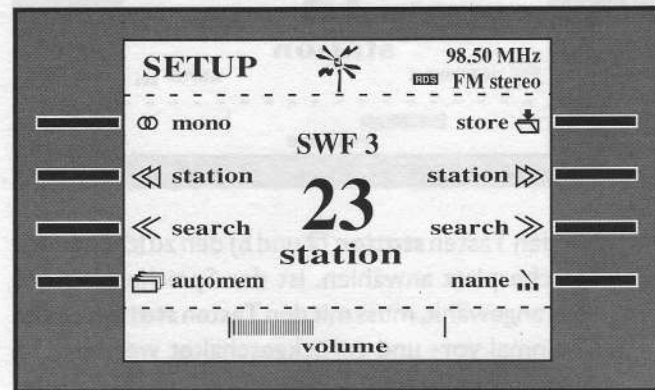 SETUP 98.50 MHz
RDS FM stereo
mono store
SWF 3
station station
23
search search
station
automem name
volume